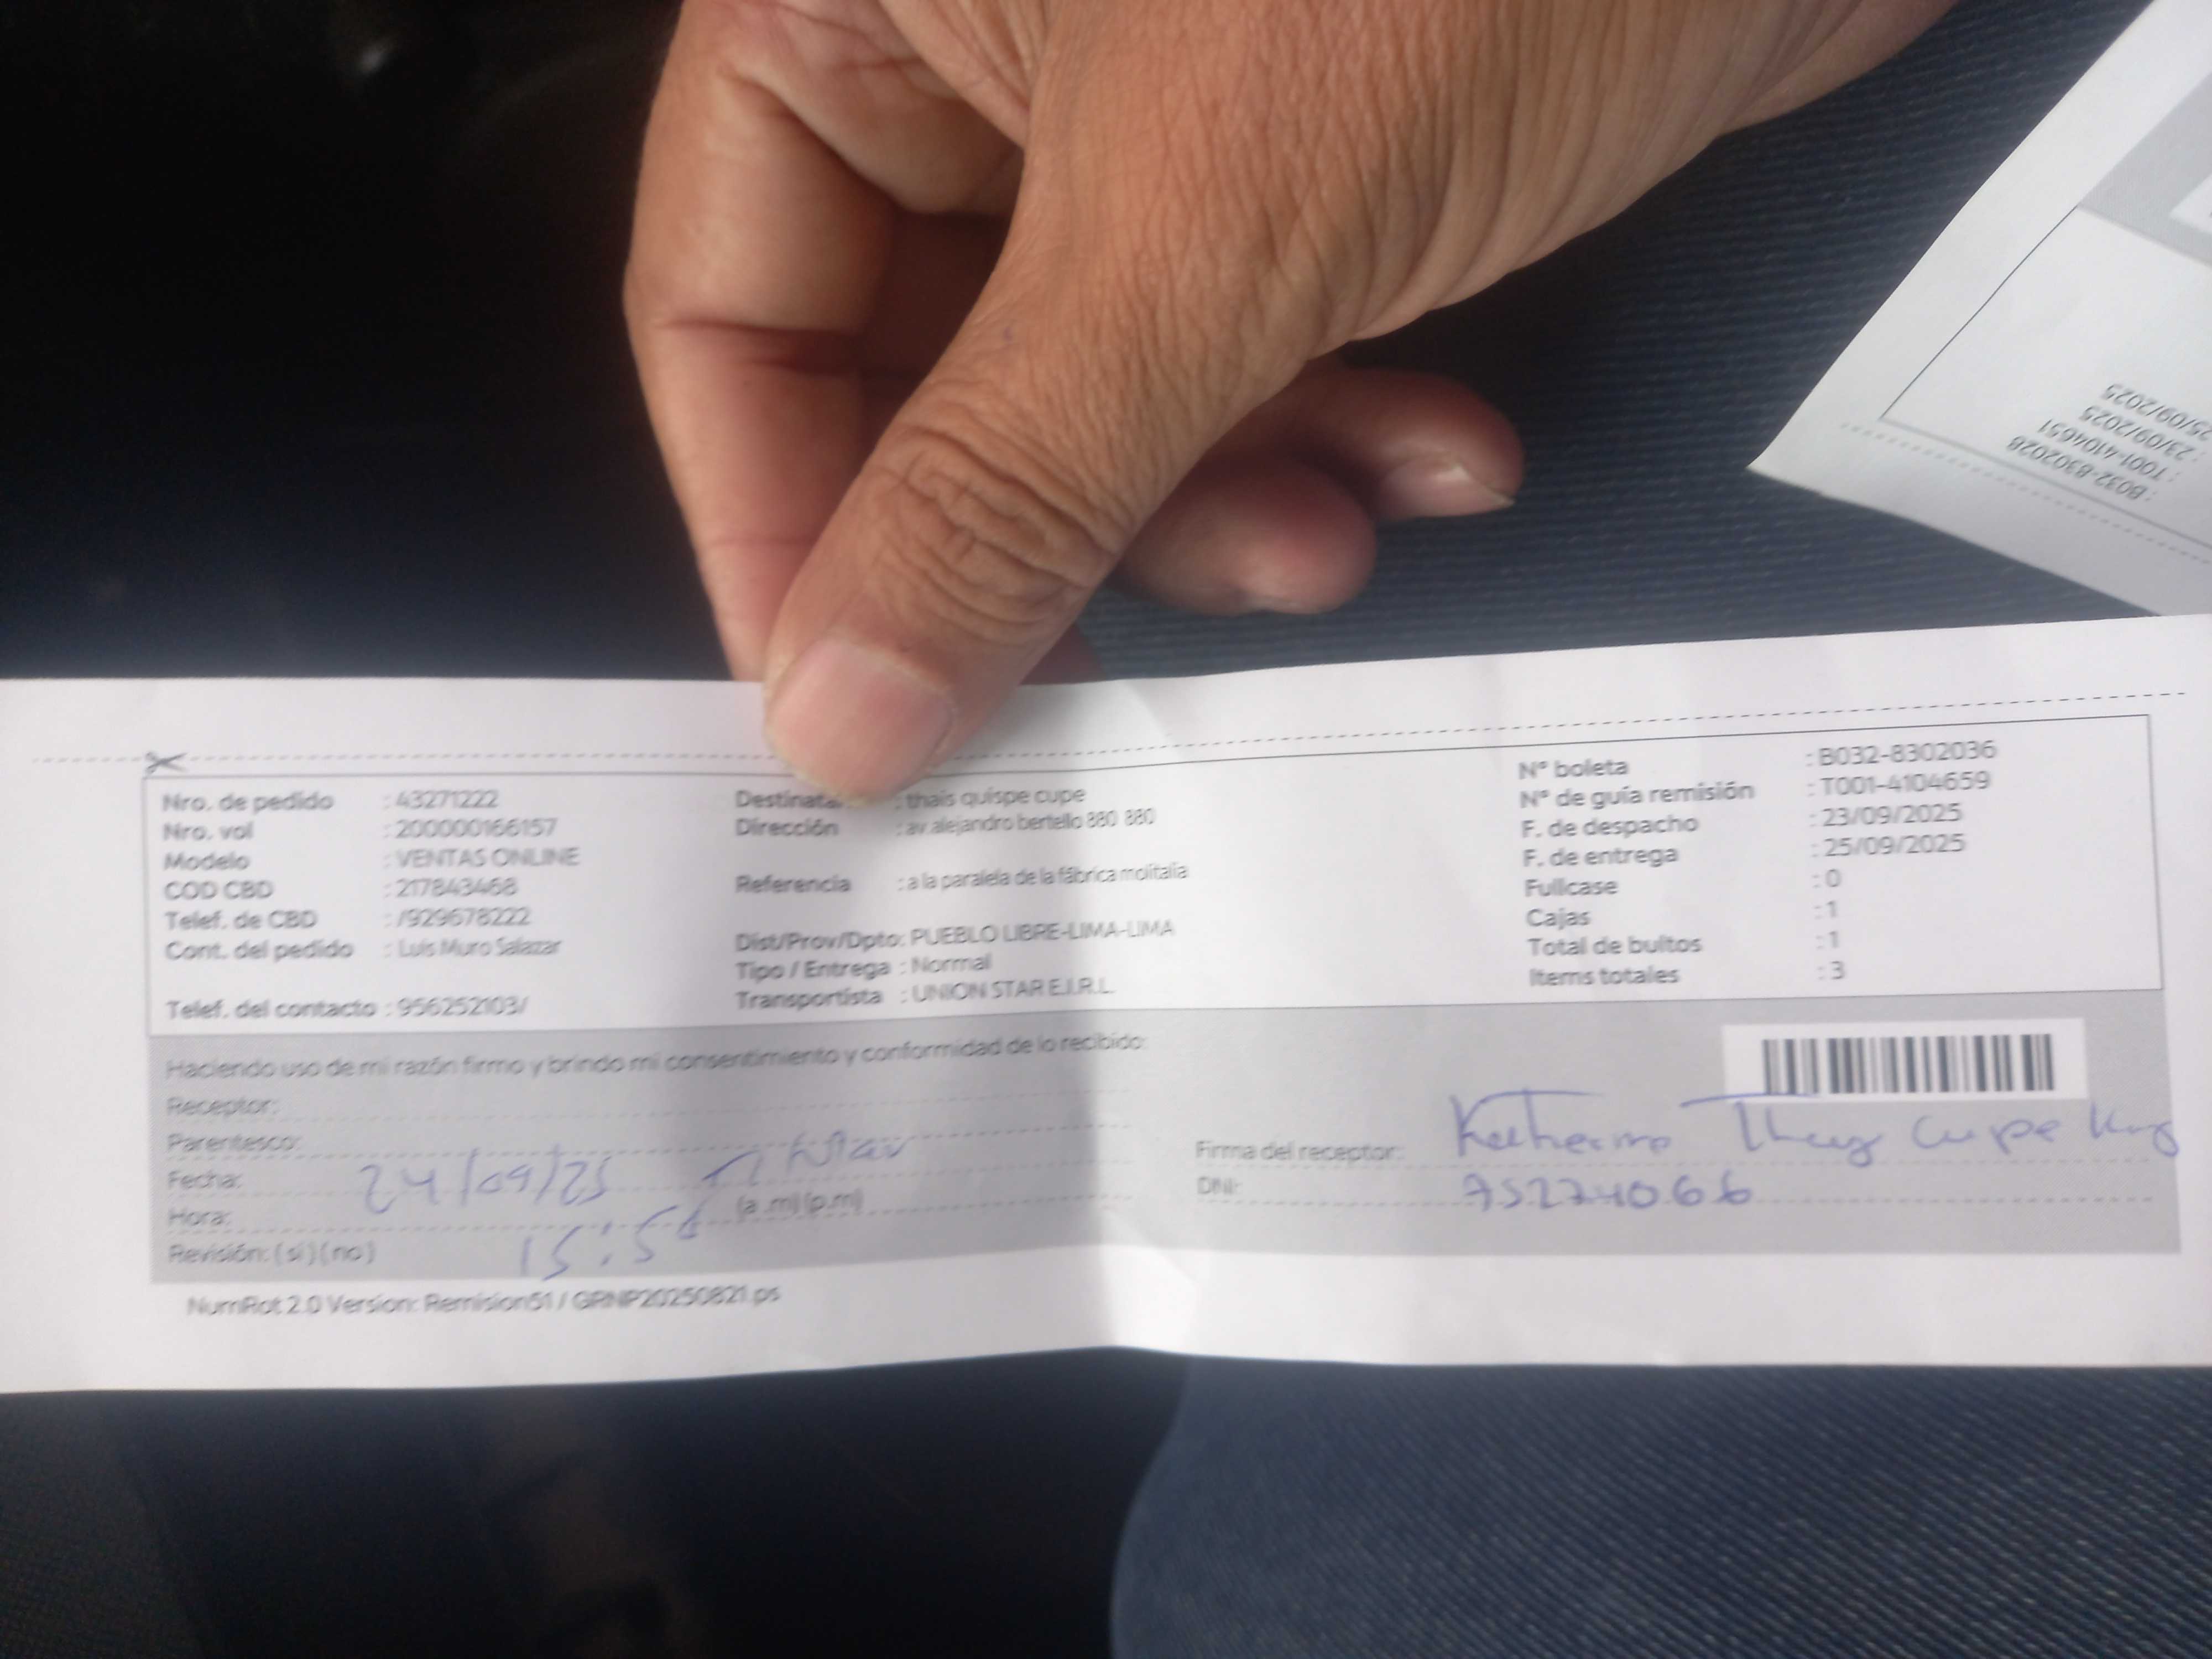 Nro. de pedido : 43271222
Nro. vol : 200000166157
Modelo : VENTAS ONLINE
COD CBD : 217843468
Telef. de CBD : /929678222
Cont. del pedido : Luis Muro Salazar
Telef. del contacto : 956252103/
Destinata : thais quispe cupe
Dirección : av alejandro bertello 880 880
Referencia : a la paralela de la fábrica molitalia
Dist/Prov/Dpto: PUEBLO LIBRE-LIMA-LIMA
Tipo / Entrega : Normal
Transportista : UNION STAR E.I.R.L.
N° boleta : B032-8302036
N° de guía remisión : T001-4104659
F. de despacho : 23/09/2025
F. de entrega : 25/09/2025
Fullcase : 0
Cajas : 1
Total de bultos : 1
Items totales : 3
Haciendo uso de mi razón firmo y brindo mi consentimiento y conformidad de lo recibido:
Receptor:
Parentesco:
Fecha: 24/09/25
Hora: 15:5 (a .m) (p.m)
Revisión: ( si ) ( no )
Firma del receptor: Cupe
DNI: 75274066
NumRot 2.0 Version: Remision51 / GRNP20250821.ps
: B032-8302028
: T001-4104651
: 23/09/2025
25/09/2025